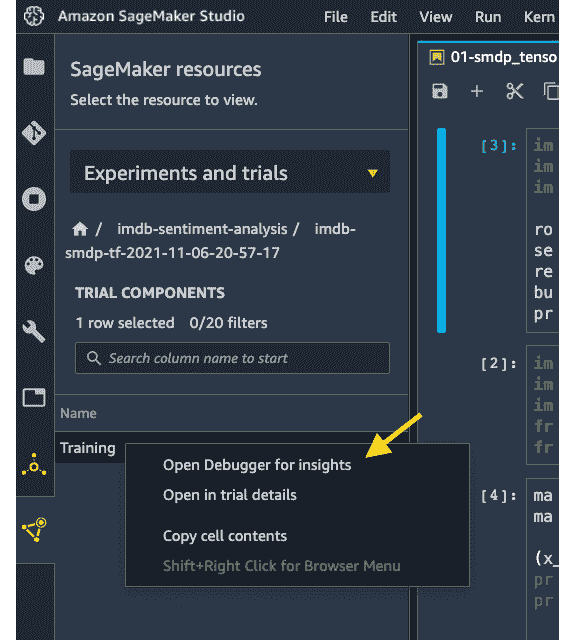 Amazon SageMaker Studio
File Edit View Run Kern
SageMaker resources
Select the resource to view.
Experiments and trials
/ imdb-sentiment-analysis / imdb-
smdp-tf-2021-11-06-20-57-17
TRIAL COMPONENTS
1 row selected 0/20 filters
Search column name to start
Name
Training
Open Debugger for insights
Open in trial details
Copy cell contents
Shift+Right Click for Browser Menu
01-smdp_tenso
[3]:
im
im
im
ro
se
re
bu
pr
[2]:
im
im
im
fr
fr
[4]:
ma
ma
(x_
pr
pr